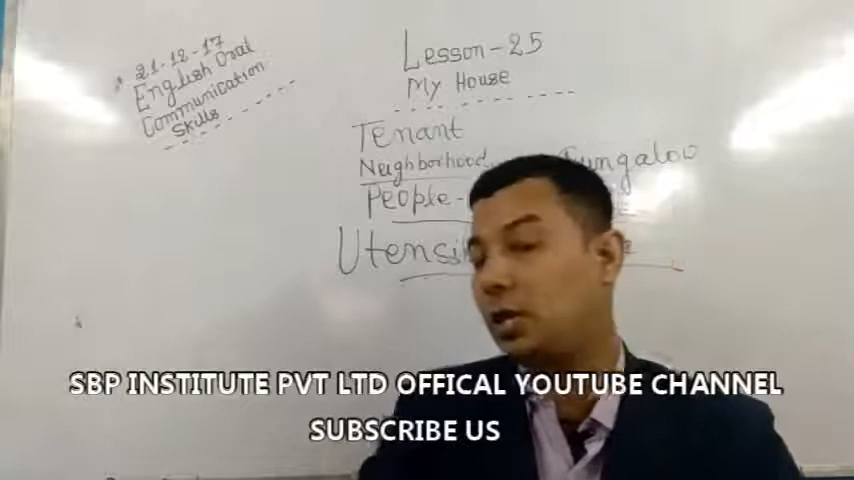 21-12-17
English Oral
Communication
Skills
Lesson-25
My House
Tenant
Neighborhood
People-
SBP INSTITUTE PVT LTD OFFICAL YOUTUBE CHANNEL
SUBSCRIBE US